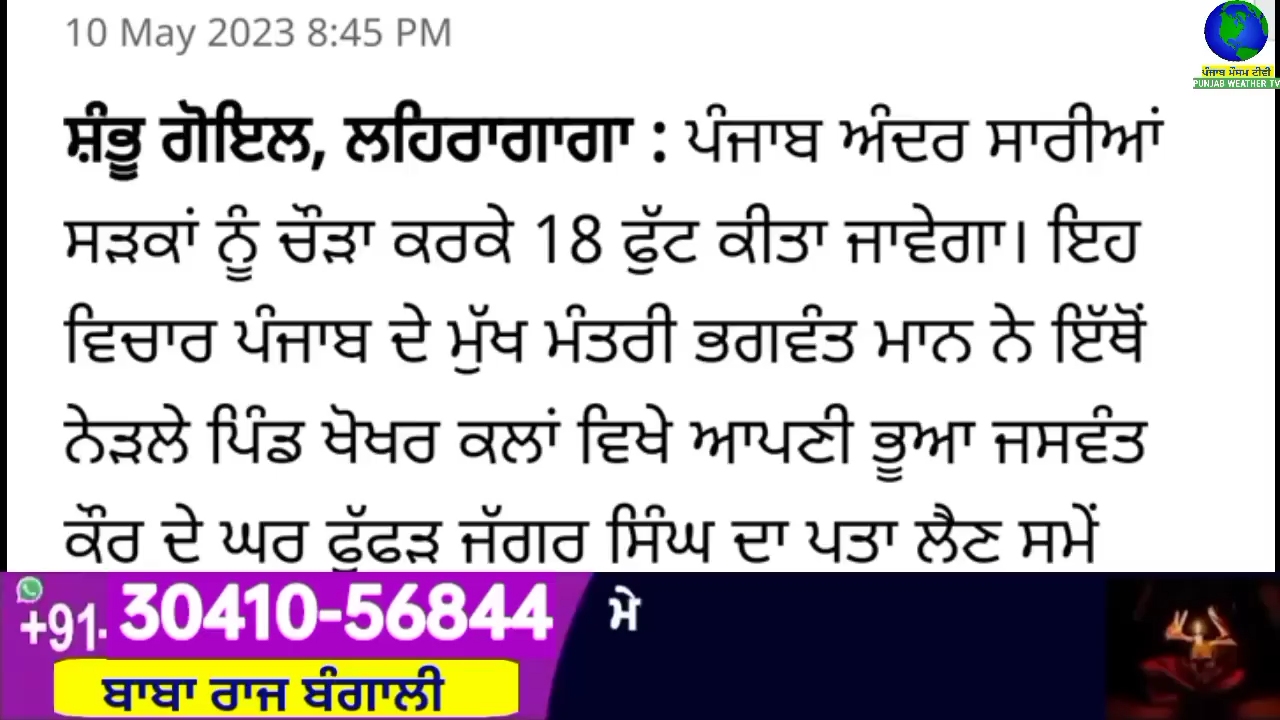 10 May 2023 8:45 PM
ਪੰਜਾਬ ਮੌਸਮ ਟੀਵੀ
PUNJAB WEATHER TV
ਸ਼ੰਭੂ ਗੋਇਲ, ਲਹਿਰਾਗਾਗਾ : ਪੰਜਾਬ ਅੰਦਰ ਸਾਰੀਆਂ
ਸੜਕਾਂ ਨੂੰ ਚੌੜਾ ਕਰਕੇ 18 ਫੁੱਟ ਕੀਤਾ ਜਾਵੇਗਾ। ਇਹ
ਵਿਚਾਰ ਪੰਜਾਬ ਦੇ ਮੁੱਖ ਮੰਤਰੀ ਭਗਵੰਤ ਮਾਨ ਨੇ ਇੱਥੋਂ
ਨੇੜਲੇ ਪਿੰਡ ਖੋਖਰ ਕਲਾਂ ਵਿਖੇ ਆਪਣੀ ਭੂਆ ਜਸਵੰਤ
ਕੌਰ ਦੇ ਘਰ ਫੁੱਫੜ ਜੱਗਰ ਸਿੰਘ ਦਾ ਪਤਾ ਲੈਣ ਸਮੇਂ
+91-30410-56844
ਮੇ
ਬਾਬਾ ਰਾਜ ਬੰਗਾਲੀ